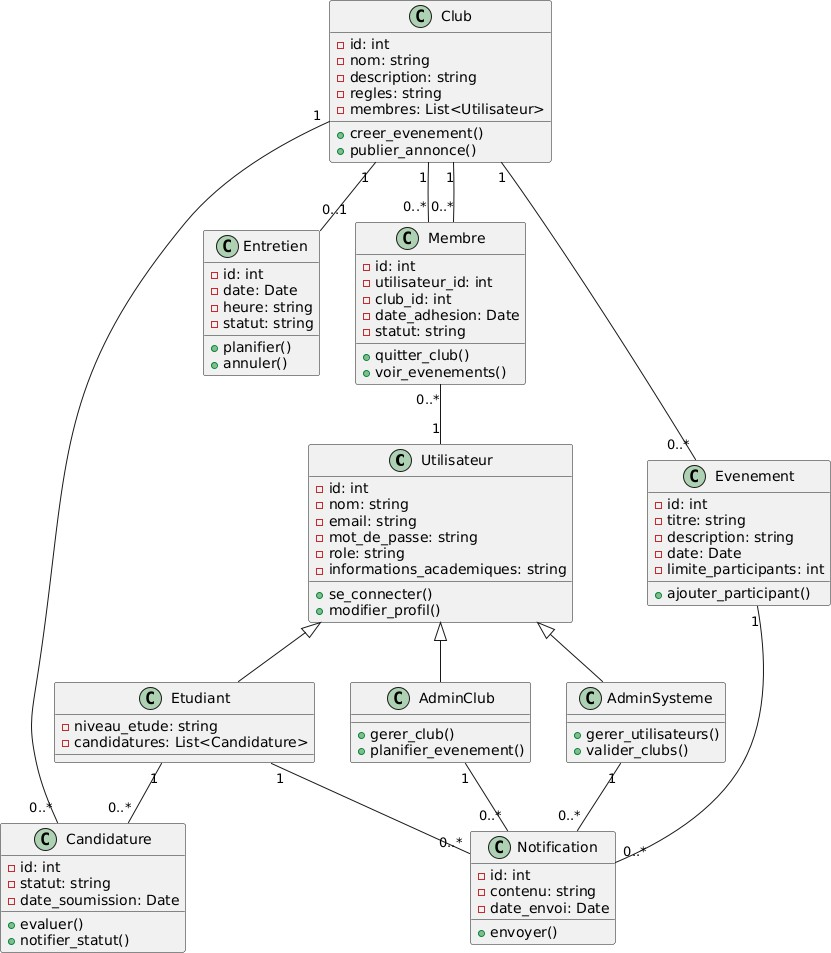 C Club
id: int
nom: string
description: string
regles: string
membres: List<Utilisateur>
creer_evenement()
publier_annonce()
1
1
1
1
1
0..1
0..*
0..*
C Entretien
id: int
date: Date
heure: string
statut: string
planifier()
annuler()
C Membre
id: int
utilisateur_id: int
club_id: int
date_adhesion: Date
statut: string
quitter_club()
voir_evenements()
0..*
1
0..*
C Utilisateur
id: int
nom: string
email: string
mot_de_passe: string
role: string
informations_academiques: string
se_connecter()
modifier_profil()
C Evenement
id: int
titre: string
description: string
date: Date
limite_participants: int
ajouter_participant()
1
C Etudiant
niveau_etude: string
candidatures: List<Candidature>
C AdminClub
gerer_club()
planifier_evenement()
C AdminSysteme
gerer_utilisateurs()
valider_clubs()
1
1
1
1
0..*
0..*
0..*
0..*
0..*
0..*
C Candidature
id: int
statut: string
date_soumission: Date
evaluer()
notifier_statut()
C Notification
id: int
contenu: string
date_envoi: Date
envoyer()